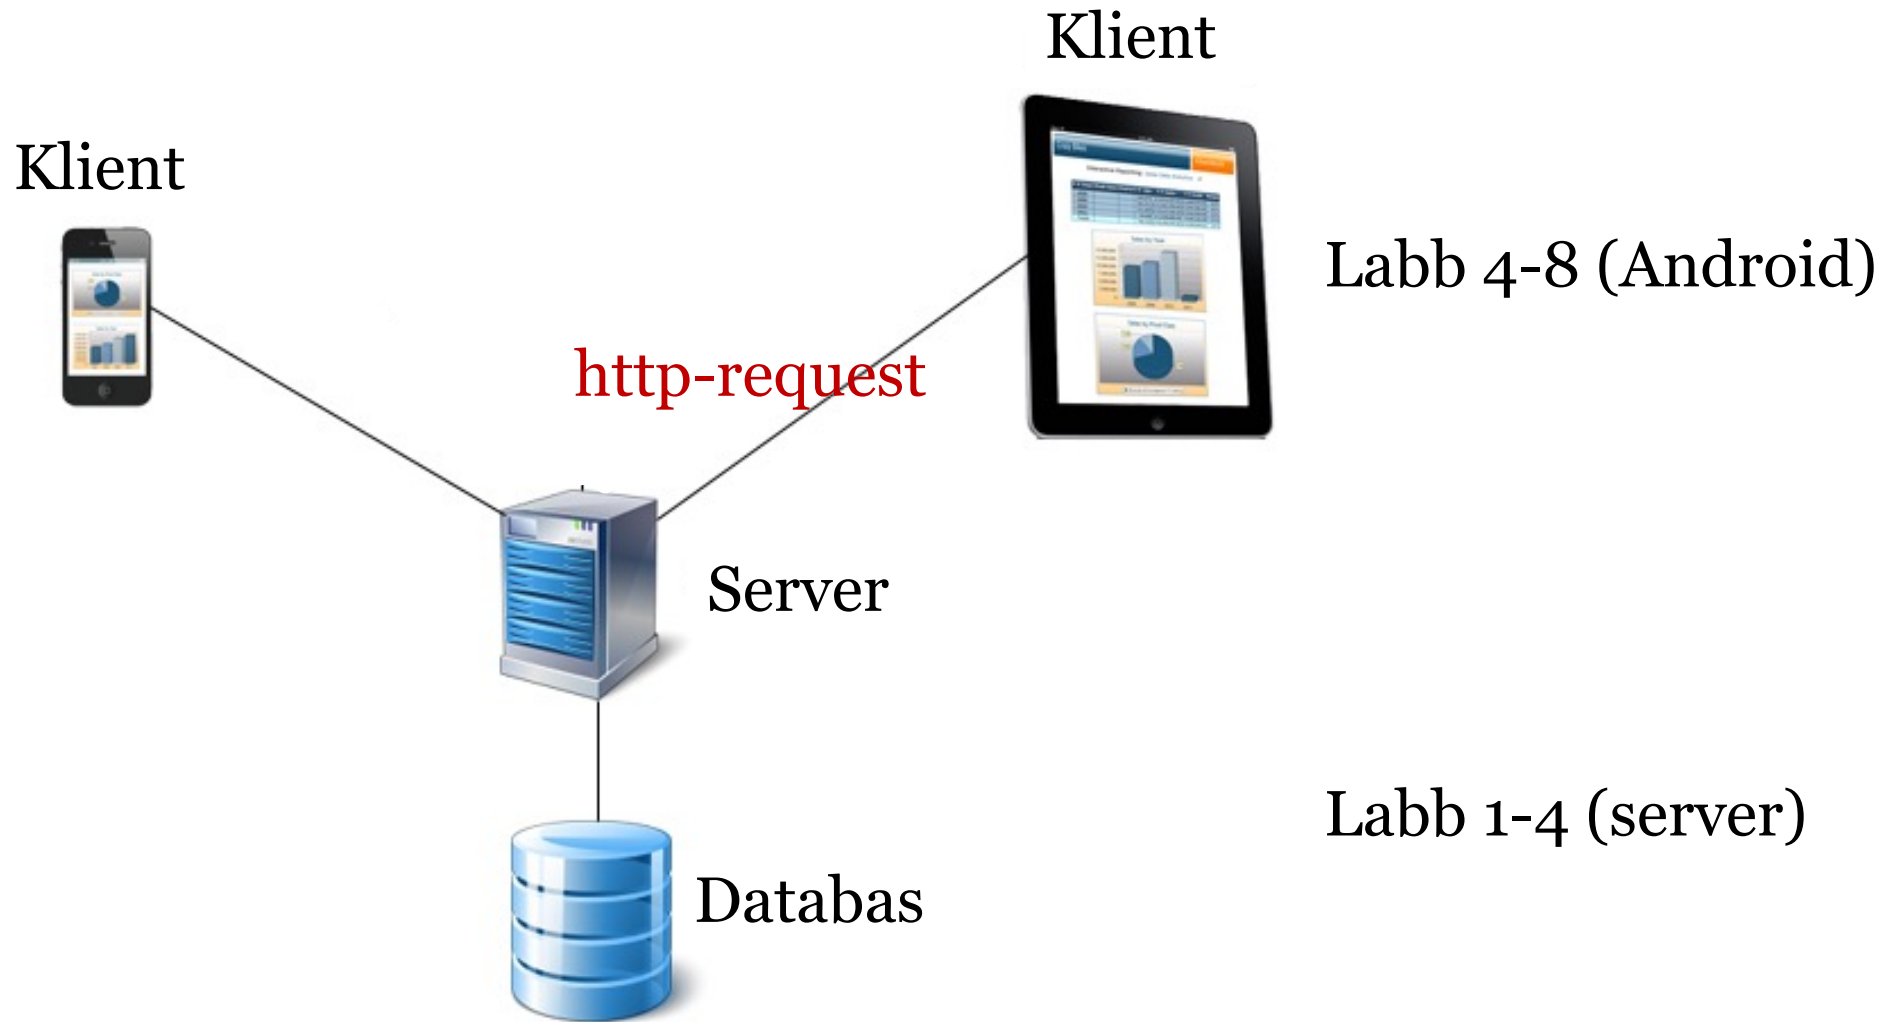 Klient
Klient
Labb 4-8 (Android)
http-request
Server
Labb 1-4 (server)
Databas